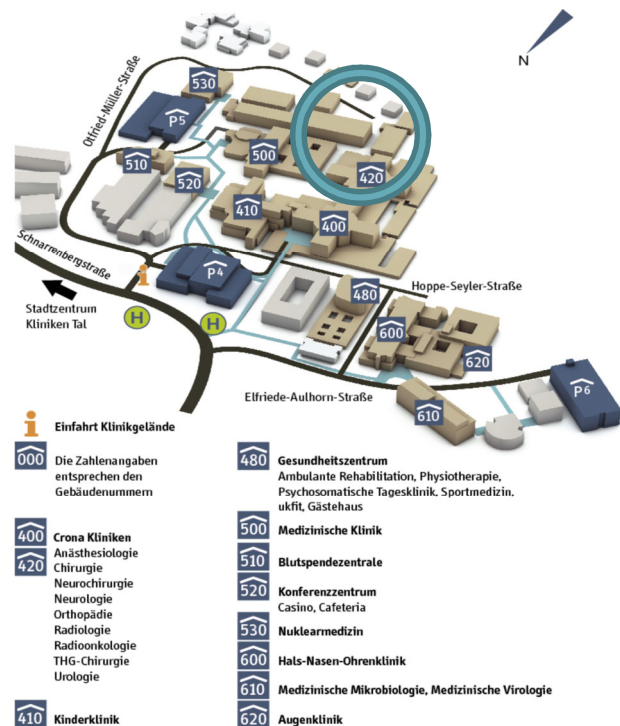 N
530
Otfried-Müller-Straße
P5
510
500
420
520
410
400
Schnarrenbergstraße
i
P4
480
Hoppe-Seyler-Straße
Stadtzentrum
Kliniken Tal
H
H
600
620
P6
Elfriede-Aulhorn-Straße
610
i Einfahrt Klinikgelände
000 Die Zahlenangaben
entsprechen den
Gebäudenummern
400 Crona Kliniken
420 Anästhesiologie
Chirurgie
Neurochirurgie
Neurologie
Orthopädie
Radiologie
Radioonkologie
THG-Chirurgie
Urologie
410 Kinderklinik
480 Gesundheitszentrum
Ambulante Rehabilitation, Physiotherapie,
Psychosomatische Tagesklinik, Sportmedizin,
ukfit, Gästehaus
500 Medizinische Klinik
510 Blutspendezentrale
520 Konferenzzentrum
Casino, Cafeteria
530 Nuklearmedizin
600 Hals-Nasen-Ohrenklinik
610 Medizinische Mikrobiologie, Medizinische Virologie
620 Augenklinik